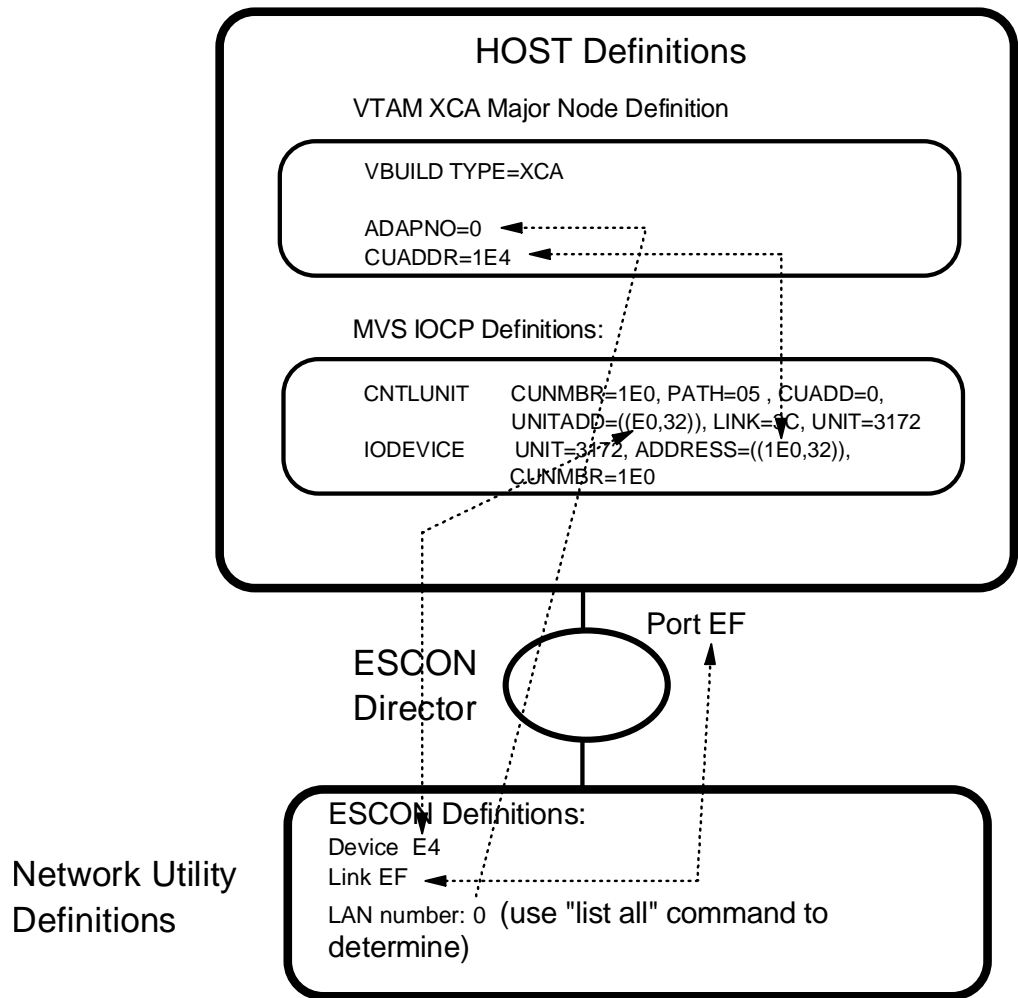 HOST Definitions
VTAM XCA Major Node Definition
VBUILD TYPE=XCA
ADAPNO=0
CUADDR=1E4
MVS IOCP Definitions:
CNTLUNIT CUNMBR=1E0, PATH=05 , CUADD=0,
UNITADD=((E0,32)), LINK=3C, UNIT=3172
IODEVICE UNIT=3172, ADDRESS=((1E0,32)),
CUNMBR=1E0
Port EF
ESCON
Director
ESCON Definitions:
Device E4
Link EF
LAN number: 0 (use "list all" command to
determine)
Network Utility
Definitions